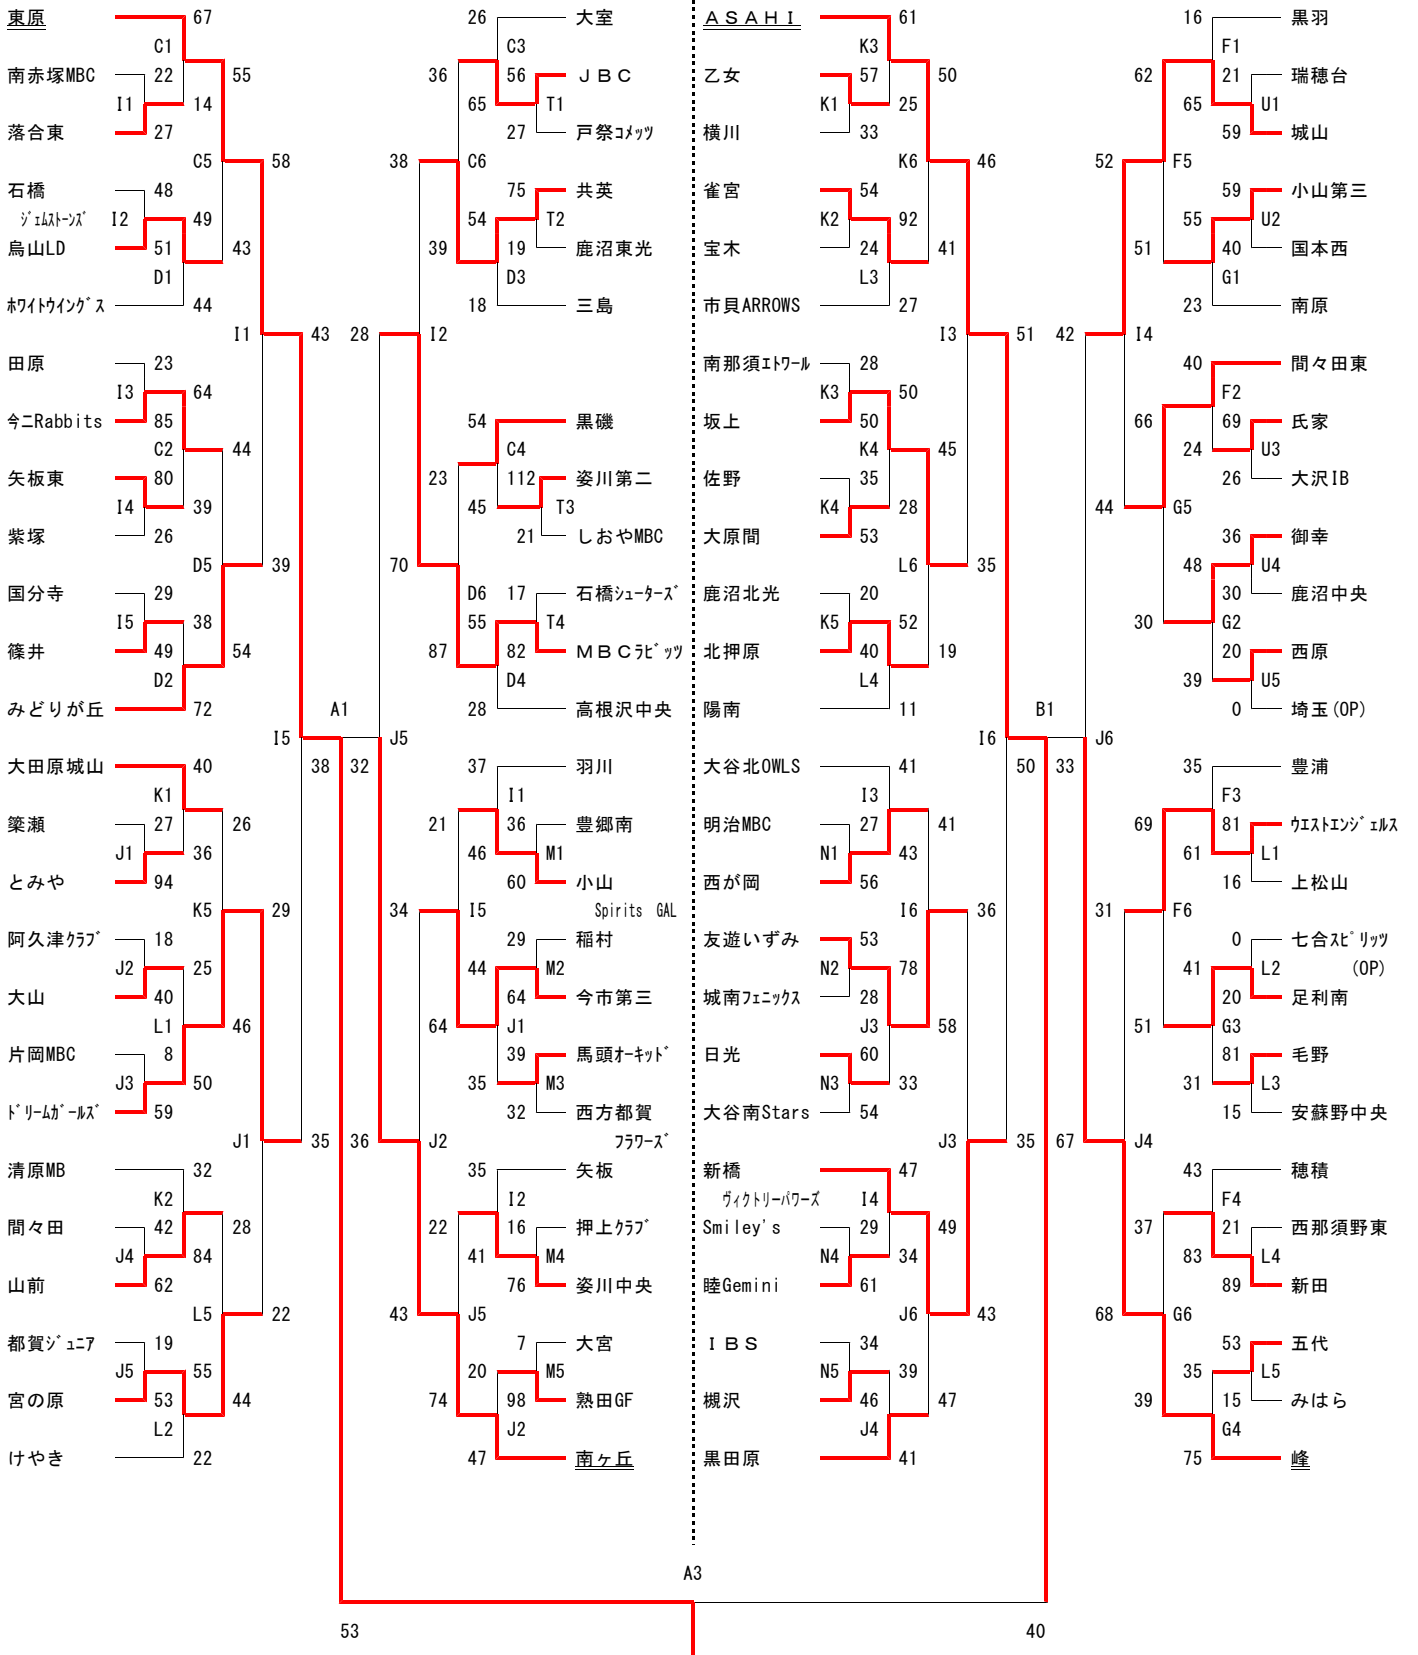 東原 67 26 大室 ＡＳＡＨＩ 61 16 黒羽
C1 C3 K3 F1
南赤塚MBC 22 55 36 56 ＪＢＣ 乙女 57 50 62 21 瑞穂台
I1 14 65 T1 K1 25 65 U1
落合東 27 27 戸祭ｺﾒｯﾂ 横川 33 59 城山
C5 58 38 C6 K6 46 52 F5
石橋 48 75 共英 雀宮 54 59 小山第三
ｼﾞｪﾑｽﾄｰﾝｽﾞ I2 49 54 T2 K2 92 55 U2
烏山LD 51 43 39 19 鹿沼東光 宝木 24 41 51 40 国本西
D1 D3 L3 G1
ﾎﾜｲﾄｳｲﾝｸﾞｽ 44 18 三島 市貝ARROWS 27 23 南原
I1 43 28 I2 I3 51 42 I4
田原 23 南那須ｴﾄﾜｰﾙ 28 40 間々田東
I3 64 K3 50 F2
今二Rabbits 85 54 黒磯 坂上 50 66 69 氏家
C2 44 C4 K4 45 24 U3
矢板東 80 23 112 姿川第二 佐野 35 26 大沢IB
I4 39 45 T3 K4 28 44 G5
紫塚 26 21 しおやMBC 大原間 53 36 御幸
D5 39 70 L6 35 48 U4
国分寺 29 D6 17 石橋ｼｭｰﾀｰｽﾞ 鹿沼北光 20 30 鹿沼中央
I5 38 55 T4 K5 52 30 G2
篠井 49 54 87 82 ＭＢＣﾗﾋﾞｯﾂ 北押原 40 19 20 西原
D2 D4 L4 39 U5
みどりが丘 72 A1 28 高根沢中央 陽南 11 B1 0 埼玉(OP)
I5 J5 I6 J6
大田原城山 40 38 32 37 羽川 大谷北OWLS 41 50 33 35 豊浦
K1 I1 I3 F3
簗瀬 27 26 21 36 豊郷南 明治MBC 27 41 69 81 ｳｴｽﾄｴﾝｼﾞｪﾙｽ
J1 36 46 M1 N1 43 61 L1
とみや 94 60 小山 西が岡 56 16 上松山
K5 29 34 I5 Spirits GAL I6 36 31 F6
阿久津ｸﾗﾌﾞ 18 29 稲村 友遊いずみ 53 0 七合ｽﾋﾟﾘｯﾂ
J2 25 44 M2 N2 78 41 L2 (OP)
大山 40 64 今市第三 城南ﾌｪﾆｯｸｽ 28 20 足利南
L1 46 64 J1 J3 58 51 G3
片岡MBC 8 39 馬頭ｵｰｷｯﾄﾞ 日光 60 81 毛野
J3 50 35 M3 N3 33 31 L3
ﾄﾞﾘｰﾑｶﾞｰﾙｽﾞ 59 32 西方都賀 大谷南Stars 54 15 安蘇野中央
J1 35 36 J2 ﾌﾗﾜｰｽﾞ J3 35 67 J4
清原MB 32 35 矢板 新橋 47 43 穂積
K2 I2 ｳﾞｨｸﾄﾘｰﾊﾟﾜｰｽﾞ I4 F4
間々田 42 28 22 16 押上ｸﾗﾌﾞ Smiley's 29 49 37 21 西那須野東
J4 84 41 M4 N4 34 83 L4
山前 62 76 姿川中央 睦Gemini 61 89 新田
L5 22 43 J5 J6 43 68 G6
都賀ｼﾞｭﾆｱ 19 7 大宮 ＩＢＳ 34 53 五代
J5 55 20 M5 N5 39 35 L5
宮の原 53 44 74 98 熟田GF 槻沢 46 47 39 15 みはら
L2 J2 J4 G4
けやき 22 47 南ヶ丘 黒田原 41 75 峰
A3
53 40